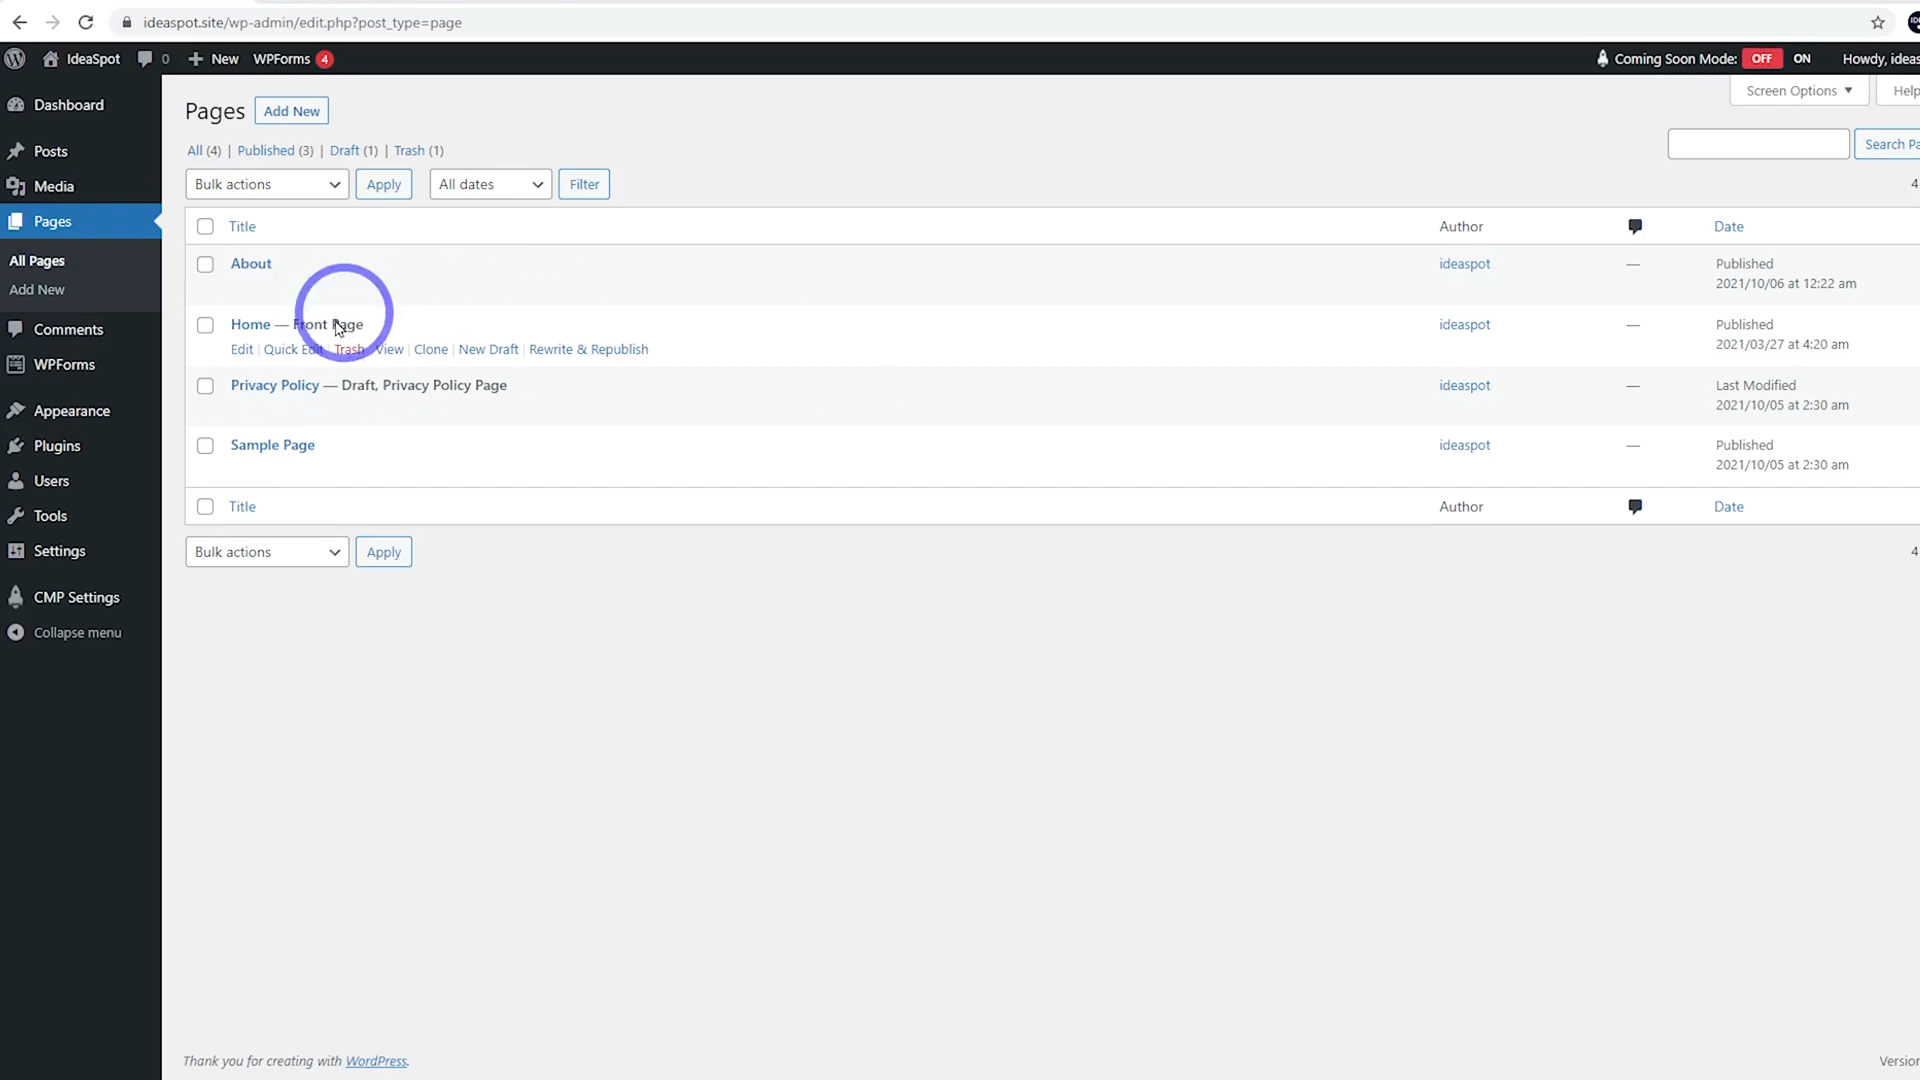 ideaspot.site/wp-admin/edit.php?post_type=page
IdeaSpot 0 New WPForms 4 Coming Soon Mode: OFF ON Howdy, ideas
Dashboard
Posts
Media
Pages
All Pages
Add New
Comments
WPForms
Appearance
Plugins
Users
Tools
Settings
CMP Settings
Collapse menu
Screen Options Help
Pages Add New
All (4) | Published (3) | Draft (1) | Trash (1)
Search Pa
Bulk actions Apply All dates Filter 4
Title Author Date
About ideaspot — Published
2021/10/06 at 12:22 am
Home — Front Page ideaspot — Published
Edit | Quick Edit | Trash | View | Clone | New Draft | Rewrite & Republish 2021/03/27 at 4:20 am
Privacy Policy — Draft, Privacy Policy Page ideaspot — Last Modified
2021/10/05 at 2:30 am
Sample Page ideaspot — Published
2021/10/05 at 2:30 am
Title Author Date
Bulk actions Apply 4
Thank you for creating with WordPress. Version